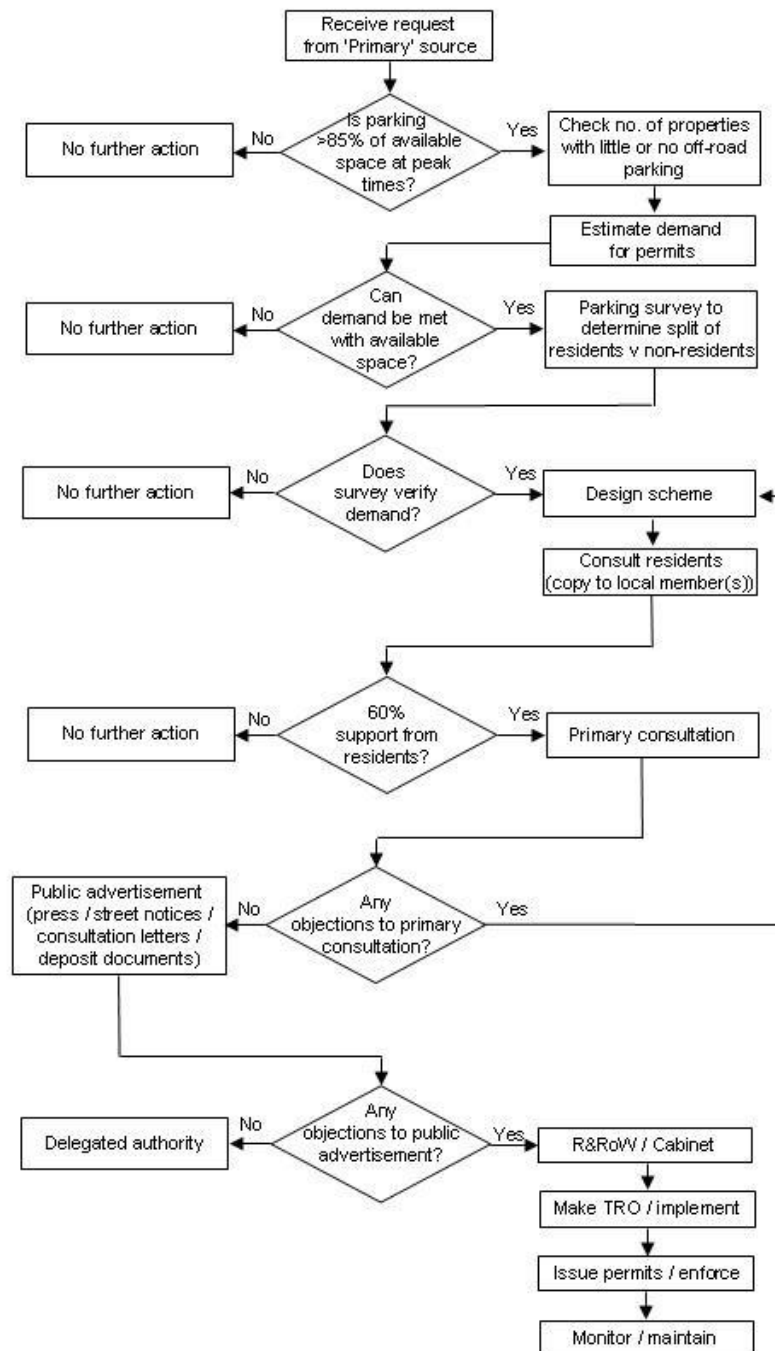 Receive request
from 'Primary' source
Is parking
>85% of available
space at peak
times?
No
Yes
No further action
Check no. of properties
with little or no off-road
parking
Estimate demand
for permits
Can
demand be met
with available
space?
No
Yes
No further action
Parking survey to
determine split of
residents v non-residents
Does
survey verify
demand?
No
Yes
No further action
Design scheme
Consult residents
(copy to local member(s))
60%
support from
residents?
No
Yes
No further action
Primary consultation
Any
objections to primary
consultation?
No
Yes
Public advertisement
(press / street notices /
consultation letters /
deposit documents)
Any
objections to public
advertisement?
No
Yes
Delegated authority
R&RoW / Cabinet
Make TRO / implement
Issue permits / enforce
Monitor / maintain